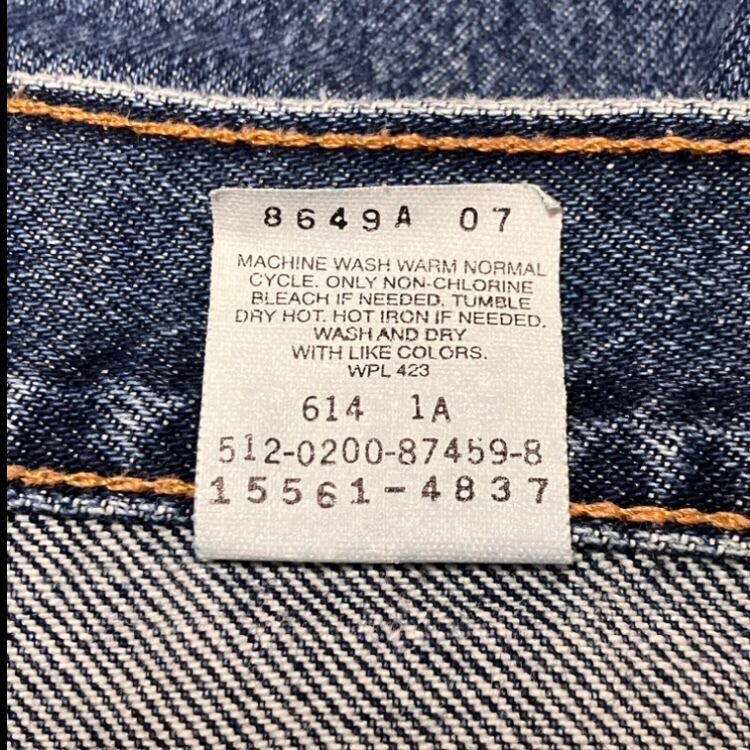 8649A 07
MACHINE WASH WARM NORMAL
CYCLE. ONLY NON-CHLORINE
BLEACH IF NEEDED. TUMBLE
DRY HOT. HOT IRON IF NEEDED.
WASH AND DRY
WITH LIKE COLORS.
WPL 423
614 1A
512-0200-87459-8
15561-4837